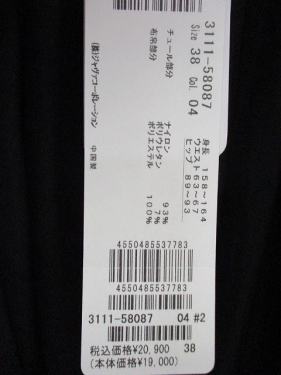 3111-58087
Size 38 Col. 04
身長 158~164
ウエスト 63~67
ヒップ 89~93
チュール部分
ナイロン 93%
ポリウレタン 7%
布帛部分
ポリエステル 100%
(株)ジャヴァコーポレーション
中国製
4550485537783
4550485537783
3111-58087 04 #2
税込価格¥20,900 38
(本体価格¥19,000)